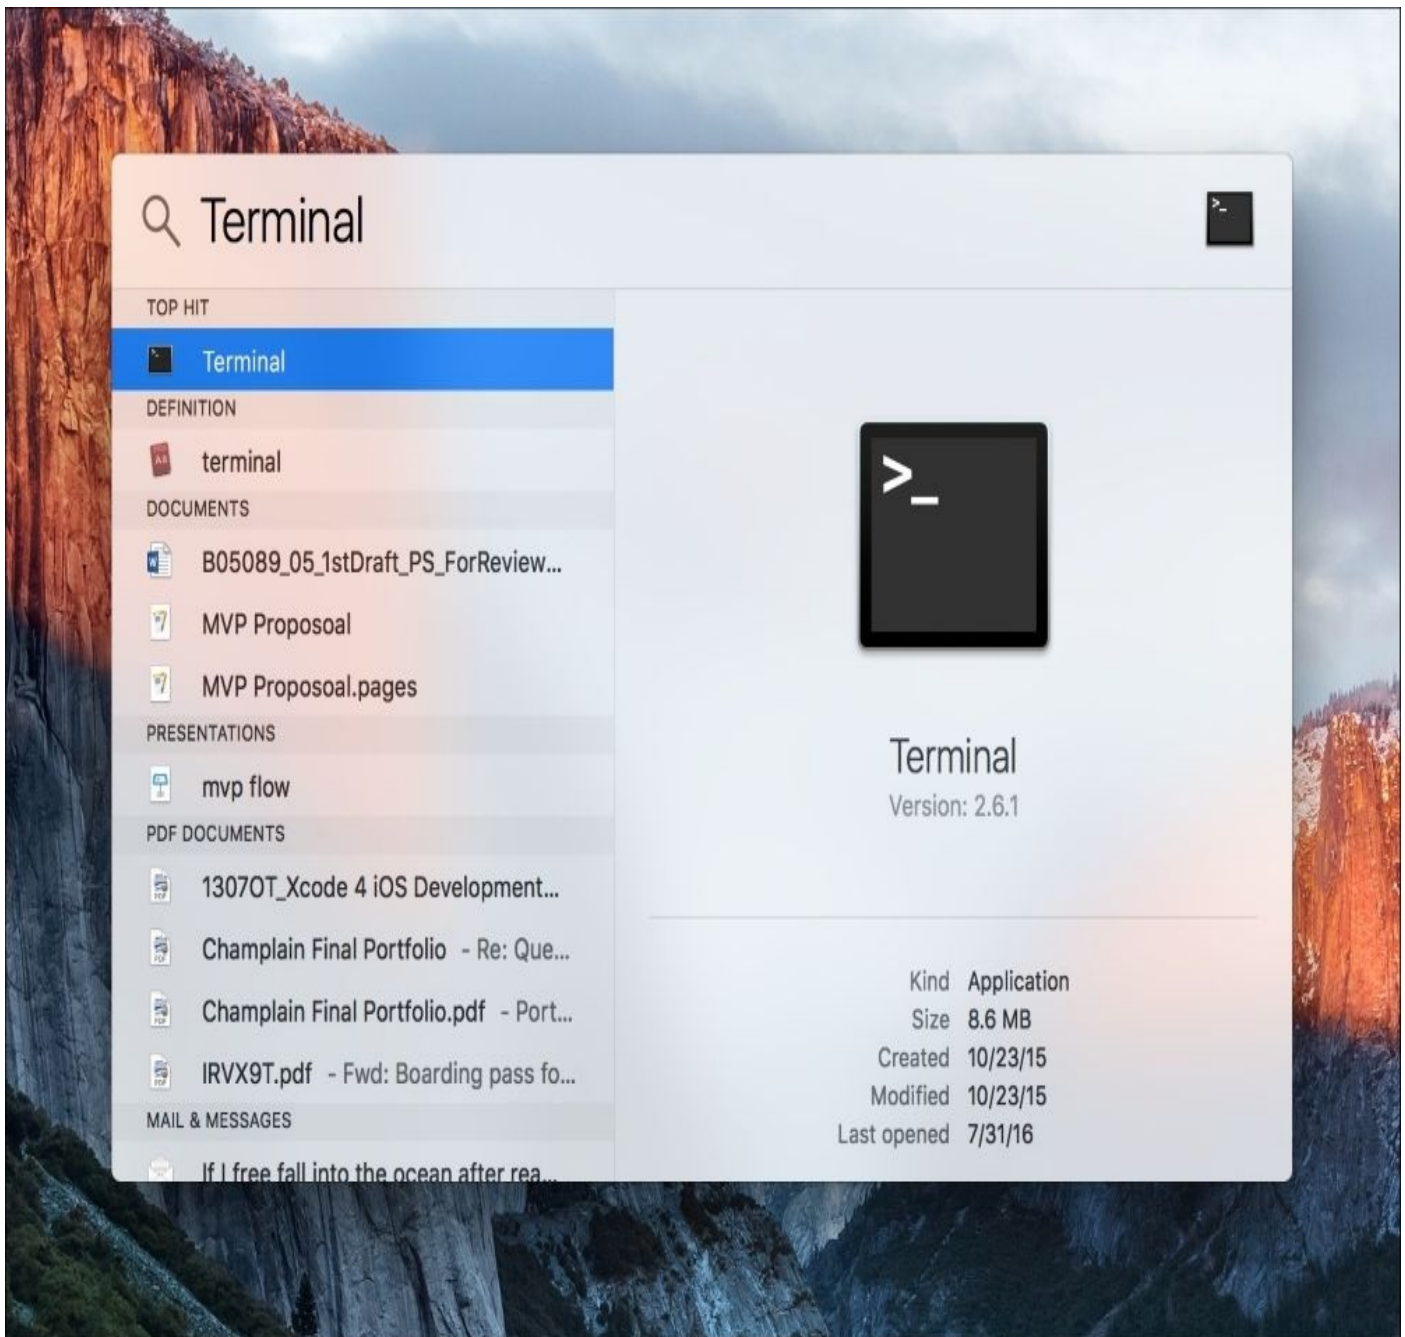 Terminal
TOP HIT
Terminal
DEFINITION
terminal
DOCUMENTS
B05089_05_1stDraft_PS_ForReview...
MVP Proposoal
MVP Proposoal.pages
PRESENTATIONS
mvp flow
PDF DOCUMENTS
1307OT_Xcode 4 iOS Development...
Champlain Final Portfolio - Re: Que...
Champlain Final Portfolio.pdf - Port...
IRVX9T.pdf - Fwd: Boarding pass fo...
MAIL & MESSAGES
If I free fall into the ocean after rea...
>_
Terminal
Version: 2.6.1
Kind Application
Size 8.6 MB
Created 10/23/15
Modified 10/23/15
Last opened 7/31/16